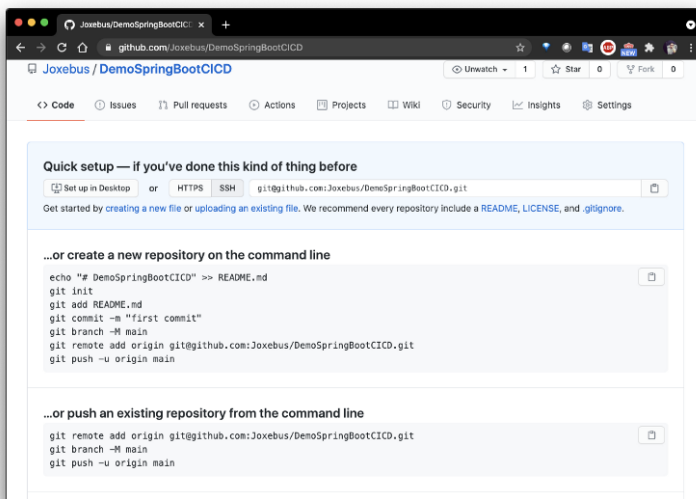 Joxebus/DemoSpringBootCICD
github.com/Joxebus/DemoSpringBootCICD
ABP
NEW
Joxebus / DemoSpringBootCICD
Unwatch 1 Star 0 Fork 0
Code Issues Pull requests Actions Projects Wiki Security Insights Settings
Quick setup — if you’ve done this kind of thing before
Set up in Desktop or HTTPS SSH git@github.com:Joxebus/DemoSpringBootCICD.git
Get started by creating a new file or uploading an existing file. We recommend every repository include a README, LICENSE, and .gitignore.
…or create a new repository on the command line
echo "# DemoSpringBootCICD" >> README.md
git init
git add README.md
git commit -m "first commit"
git branch -M main
git remote add origin git@github.com:Joxebus/DemoSpringBootCICD.git
git push -u origin main
…or push an existing repository from the command line
git remote add origin git@github.com:Joxebus/DemoSpringBootCICD.git
git branch -M main
git push -u origin main